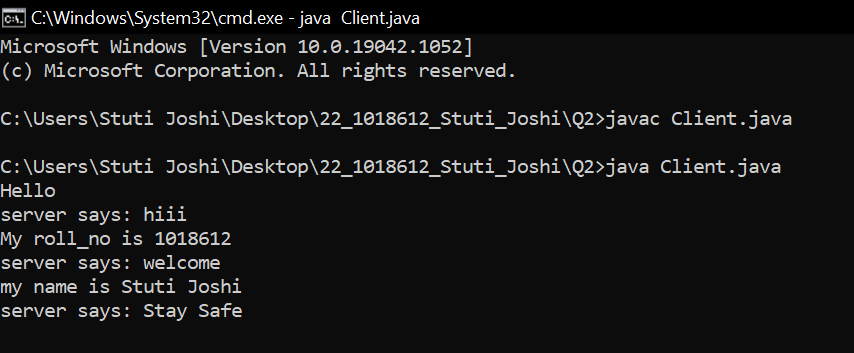 C:\Windows\System32\cmd.exe - java  Client.java
Microsoft Windows [Version 10.0.19042.1052]
(c) Microsoft Corporation. All rights reserved.
C:\Users\Stuti Joshi\Desktop\22_1018612_Stuti_Joshi\Q2>javac Client.java
C:\Users\Stuti Joshi\Desktop\22_1018612_Stuti_Joshi\Q2>java Client.java
Hello
server says: hiii
My roll_no is 1018612
server says: welcome
my name is Stuti Joshi
server says: Stay Safe